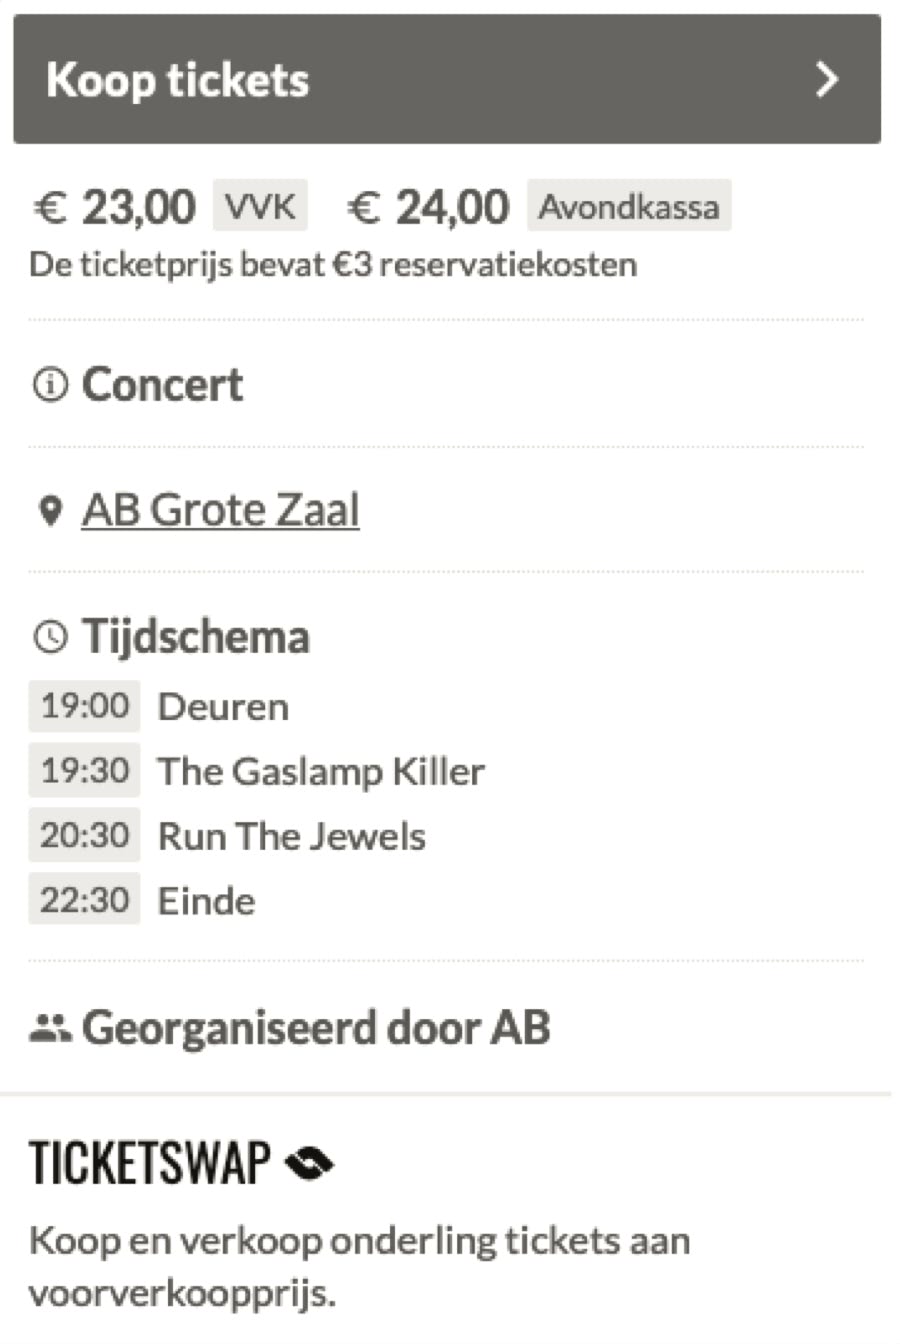 Koop tickets
€ 23,00 VVK € 24,00 Avondkassa
De ticketprijs bevat €3 reservatiekosten
Concert
AB Grote Zaal
Tijdschema
19:00 Deuren
19:30 The Gaslamp Killer
20:30 Run The Jewels
22:30 Einde
Georganiseerd door AB
TICKETSWAP
Koop en verkoop onderling tickets aan
voorverkoopprijs.